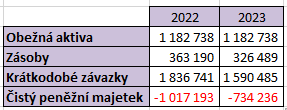 2022 2023
Obežná aktiva 1 182 738 1 182 738
Zásoby 363 190 326 489
Krátkodobé závazky 1 836 741 1 590 485
Čistý peněžní majetek -1 017 193 -734 236